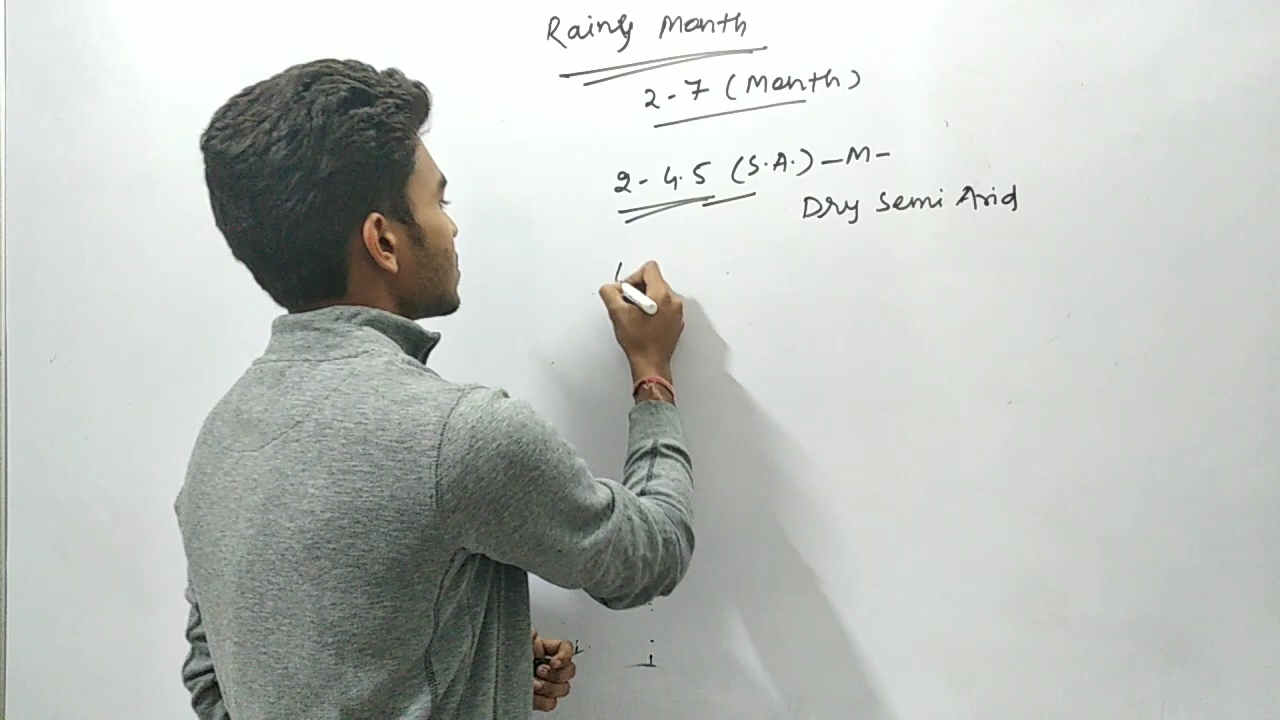 Rainy Month
2-7 (Month)
2-4.5 (S.A.) -M-
Dry Semi Arid